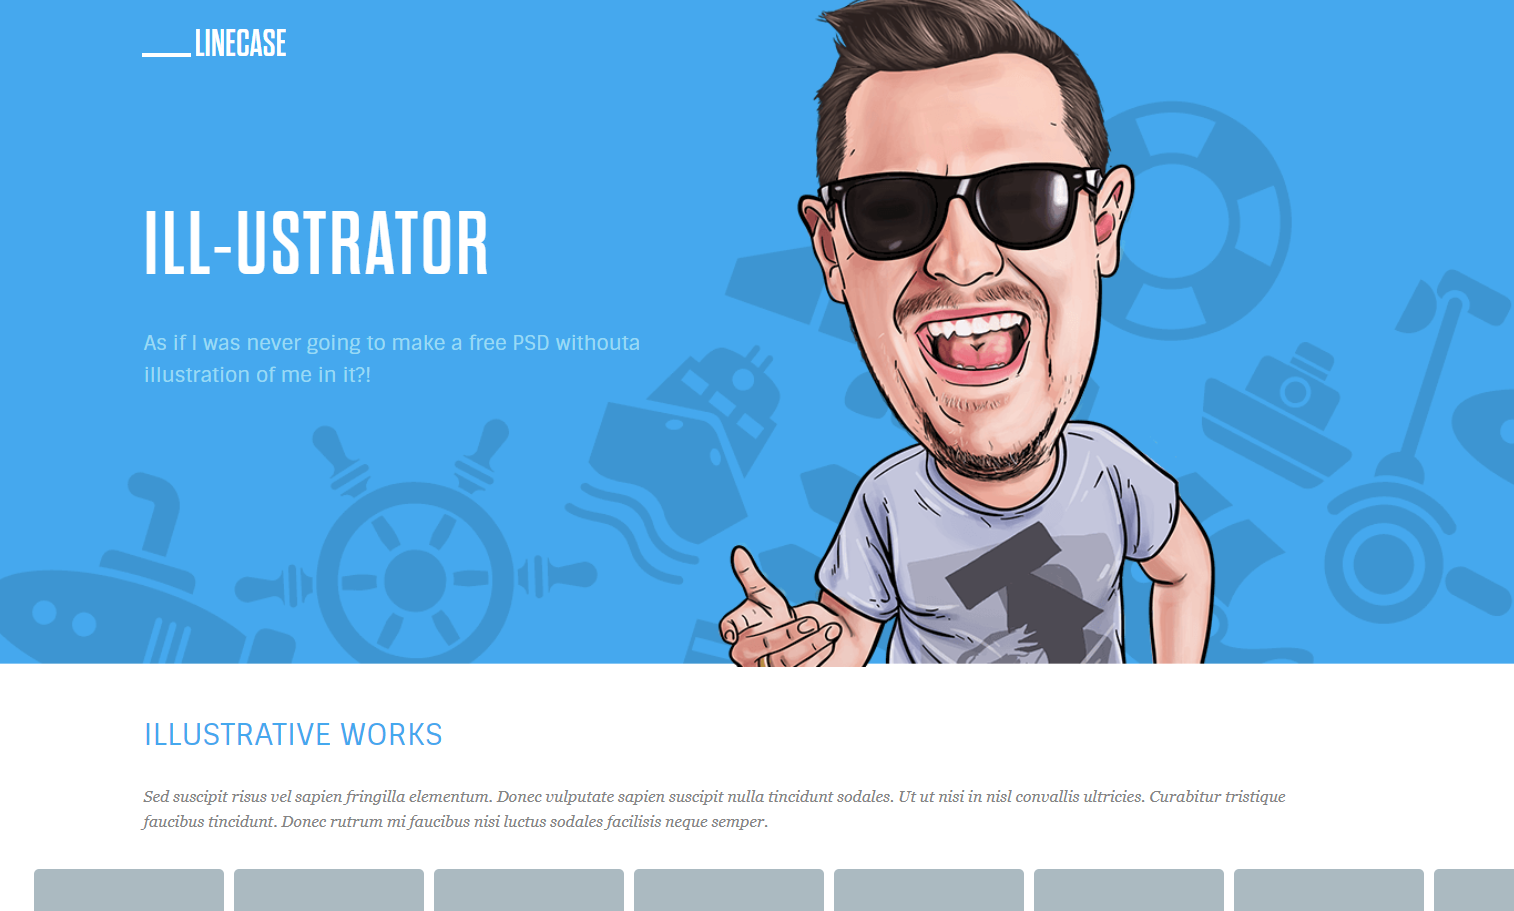 LINECASE
ILL-USTRATOR
As if I was never going to make a free PSD withouta
illustration of me in it?!
ILLUSTRATIVE WORKS
Sed suscipit risus vel sapien fringilla elementum. Donec vulputate sapien suscipit nulla tincidunt sodales. Ut ut nisi in nisl convallis ultricies. Curabitur tristique
faucibus tincidunt. Donec rutrum mi faucibus nisi luctus sodales facilisis neque semper.